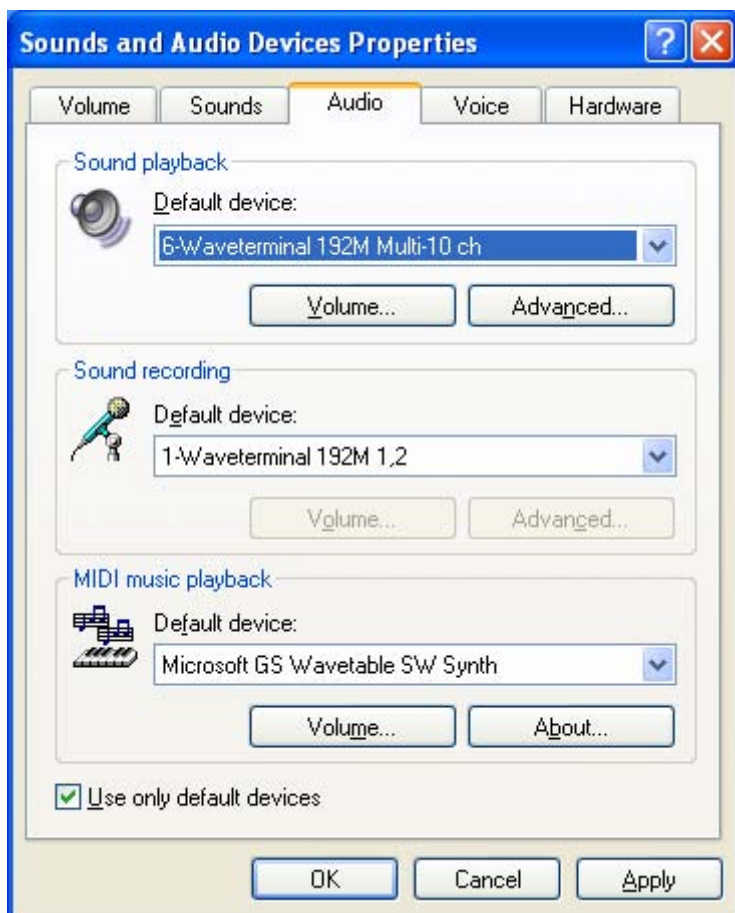 Sounds and Audio Devices Properties
Volume Sounds Audio Voice Hardware
Sound playback
Default device:
6-Waveterminal 192M Multi-10 ch
Volume... Advanced...
Sound recording
Default device:
1-Waveterminal 192M 1,2
Volume... Advanced...
MIDI music playback
Default device:
Microsoft GS Wavetable SW Synth
Volume... About...
Use only default devices
OK Cancel Apply